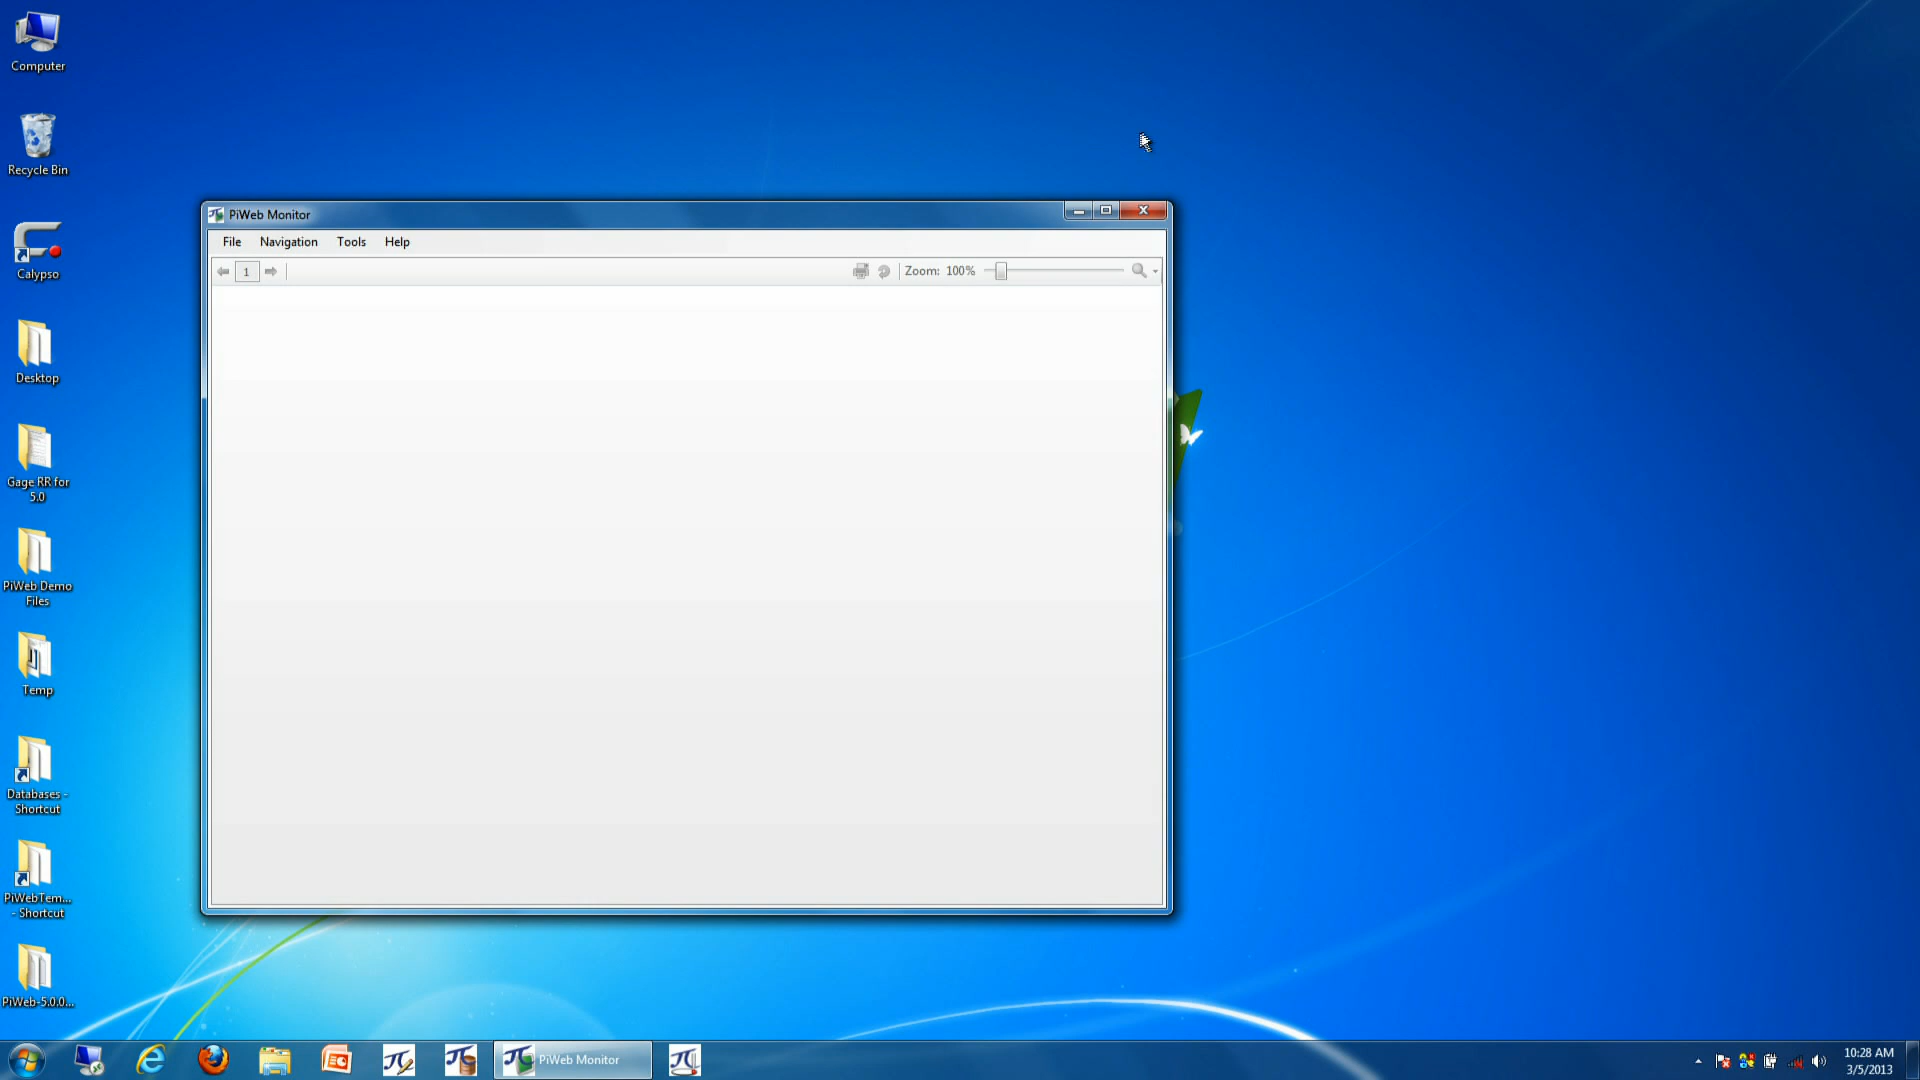 Computer
Recycle Bin
Calypso
Desktop
Gage RR for
5.0
PiWeb Demo
Files
Temp
Databases -
Shortcut
PiWebTem...
- Shortcut
PiWeb-5.0.0...
PiWeb Monitor
File Navigation Tools Help
1
Zoom: 100%
PiWeb Monitor
10:28 AM
3/5/2013